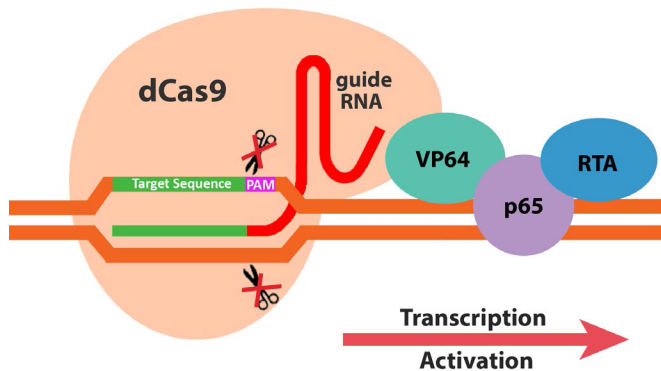 dCas9
guide
RNA
VP64
RTA
p65
Target Sequence
PAM
Transcription
Activation